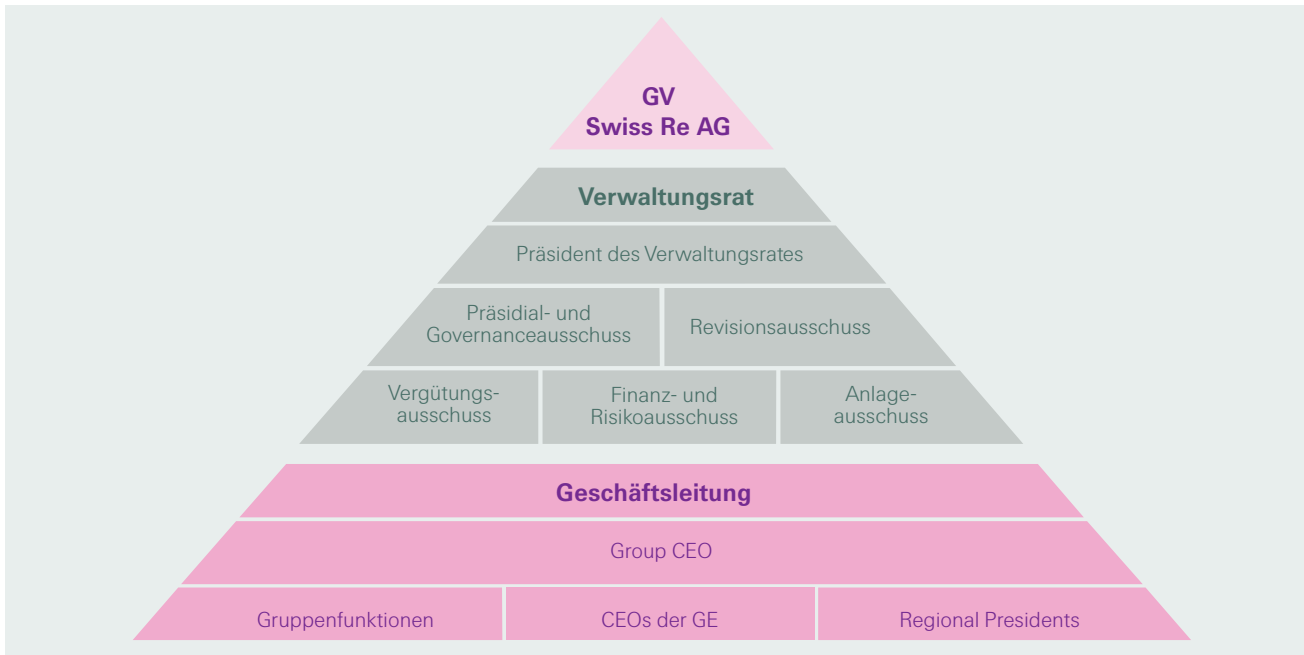 GV
Swiss Re AG
Verwaltungsrat
Präsident des Verwaltungsrates
Präsidial- und
Governanceausschuss
Revisionsausschuss
Vergütungs-
ausschuss
Finanz- und
Risikoausschuss
Anlage-
ausschuss
Geschäftsleitung
Group CEO
Gruppenfunktionen
CEOs der GE
Regional Presidents